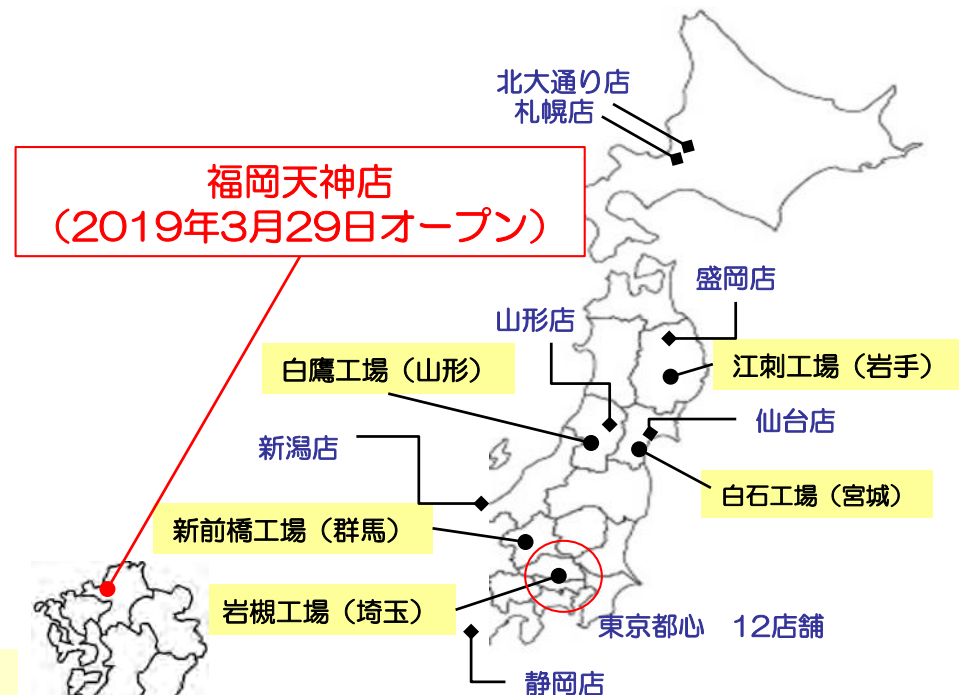 北大通り店
札幌店
福岡天神店
（2019年3月29日オープン）
盛岡店
山形店
白鷹工場（山形）
江刺工場（岩手）
仙台店
新潟店
白石工場（宮城）
新前橋工場（群馬）
岩槻工場（埼玉）
東京都心　12店舗
静岡店